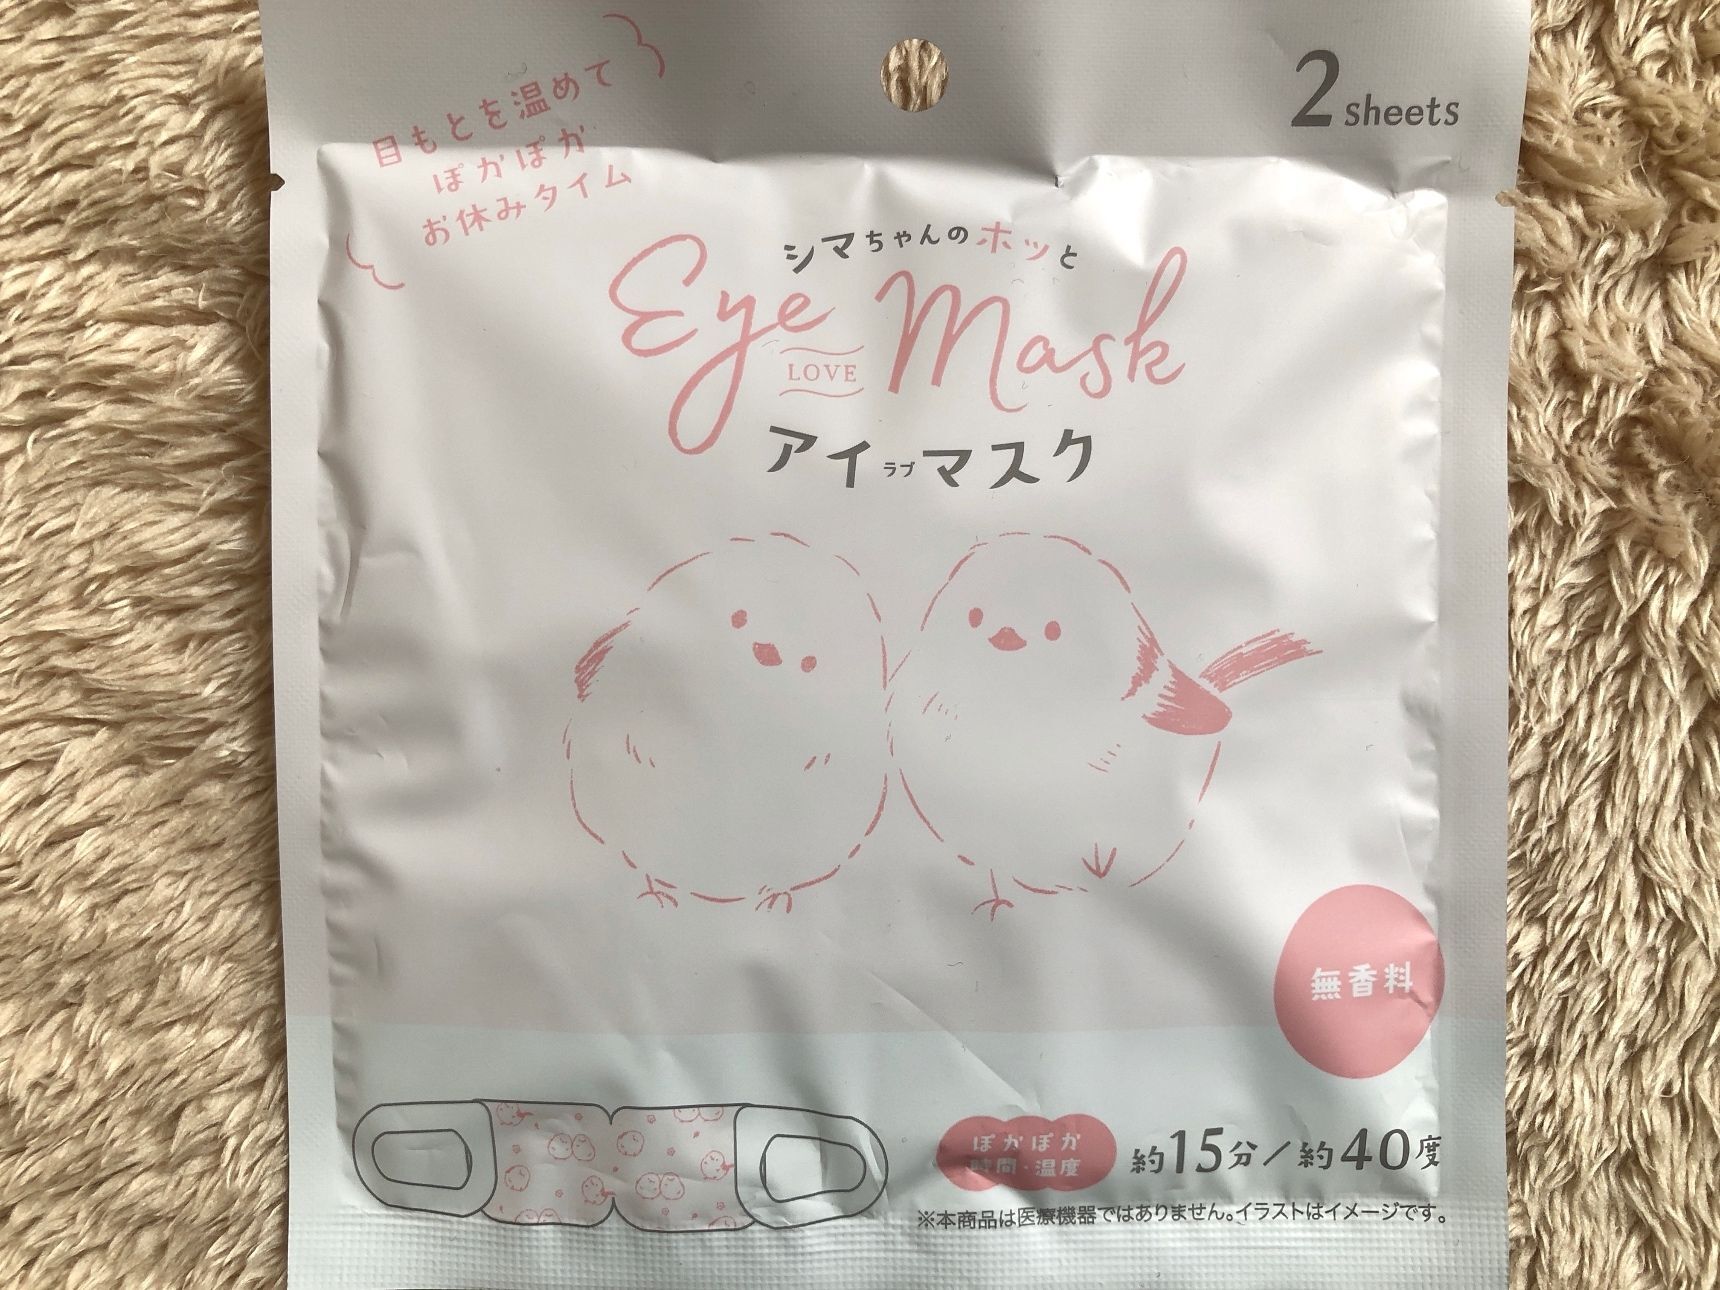 2 sheets
目もとを温めて
ぽかぽか
お休みタイム
シマちゃんのホッと
Eye Mask
LOVE
アイラブマスク
無香料
ぽかぽか
時間・温度
約15分/約40度
※本商品は医療機器ではありません。イラストはイメージです。